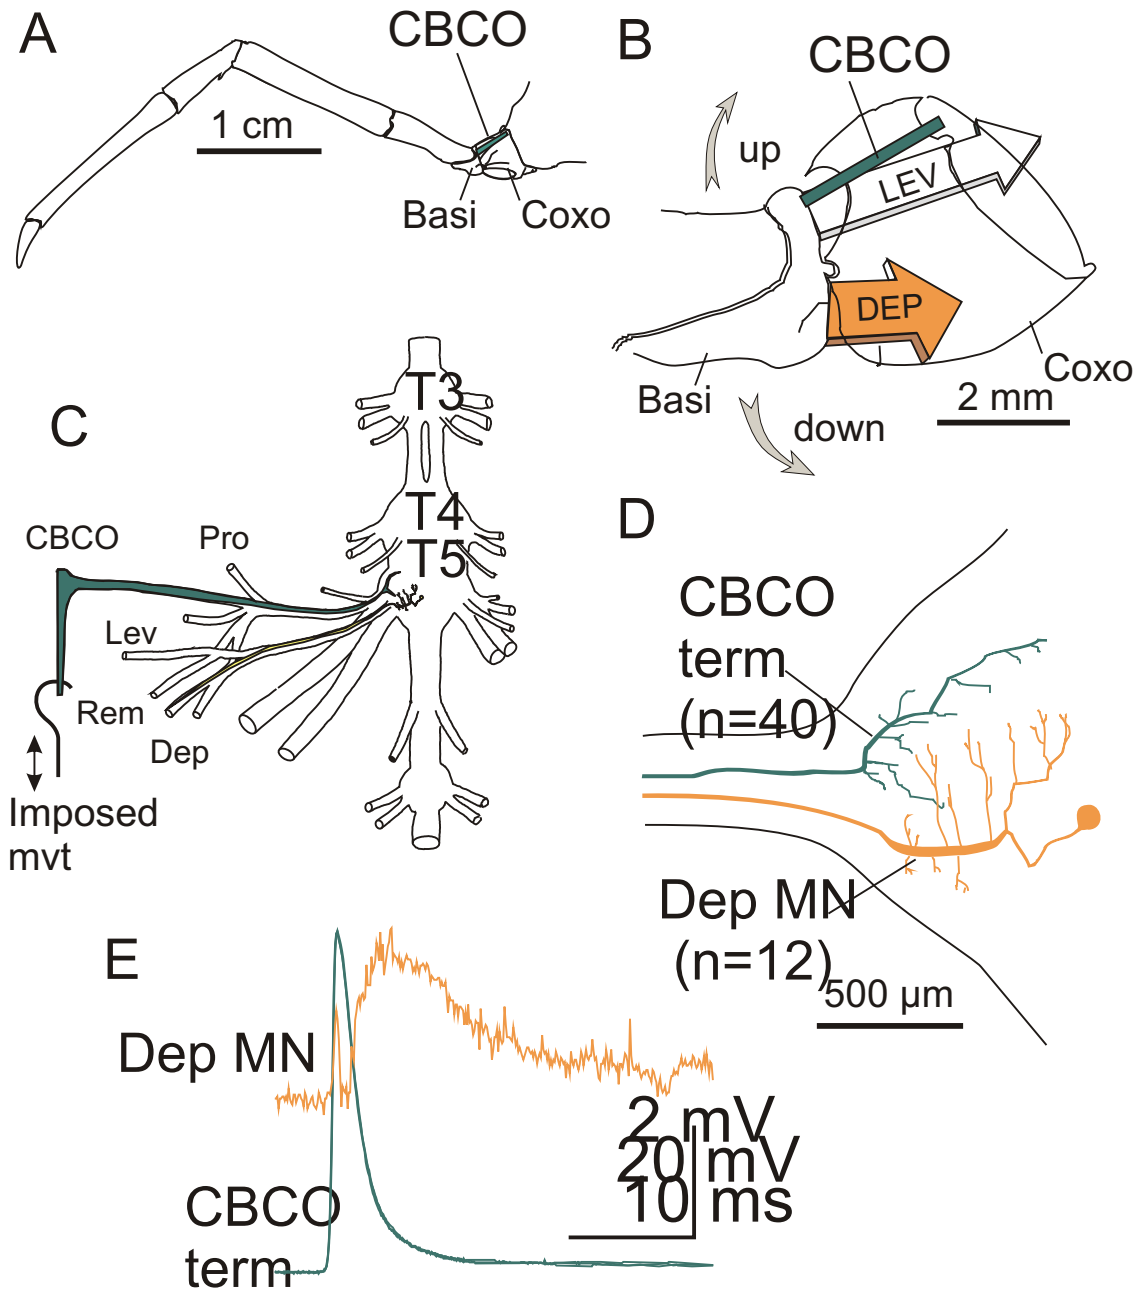 A
CBCO
1 cm
Basi
Coxo
B
CBCO
up
LEV
DEP
Basi
Coxo
2 mm
down
C
T3
T4
T5
CBCO
Pro
Lev
Rem
Dep
Imposed
mvt
D
CBCO
term
(n=40)
Dep MN
(n=12)
500 µm
E
Dep MN
2 mV
20 mV
10 ms
CBCO
term